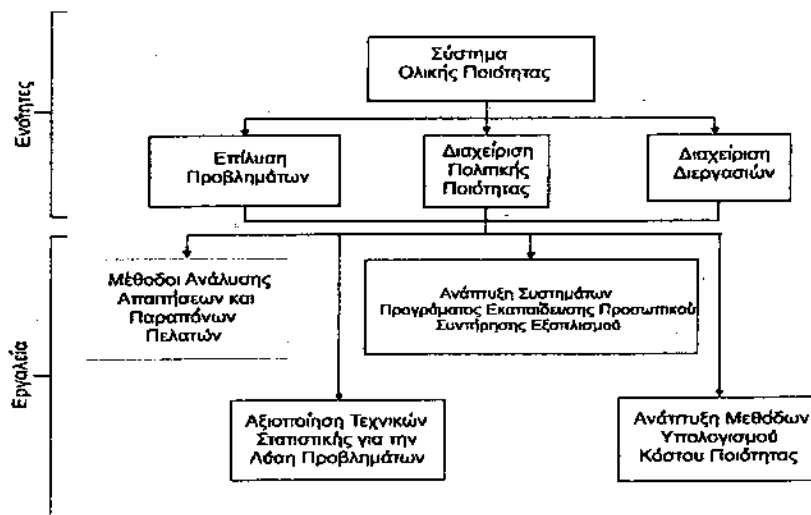 Ενότητες
Σύστημα
Ολικής Ποιότητας
Επίλυση
Προβλημάτων
Διαχείριση
Πολιτικής
Ποιότητας
Διαχείριση
Διεργασιών
Εργαλεία
Μέθοδοι Ανάλυσης
Απαιτήσεων και
Παραπόνων
Πελατών
Ανάπτυξη Συστημάτων
Προγράμματος Εκπαίδευσης Προσωπικού
Συντήρησης Εξοπλισμού
Αξιοποίηση Τεχνικών
Στατιστικής για την
Λύση Προβλημάτων
Ανάπτυξη Μεθόδων
Υπολογισμού
Κόστου Ποιότητας